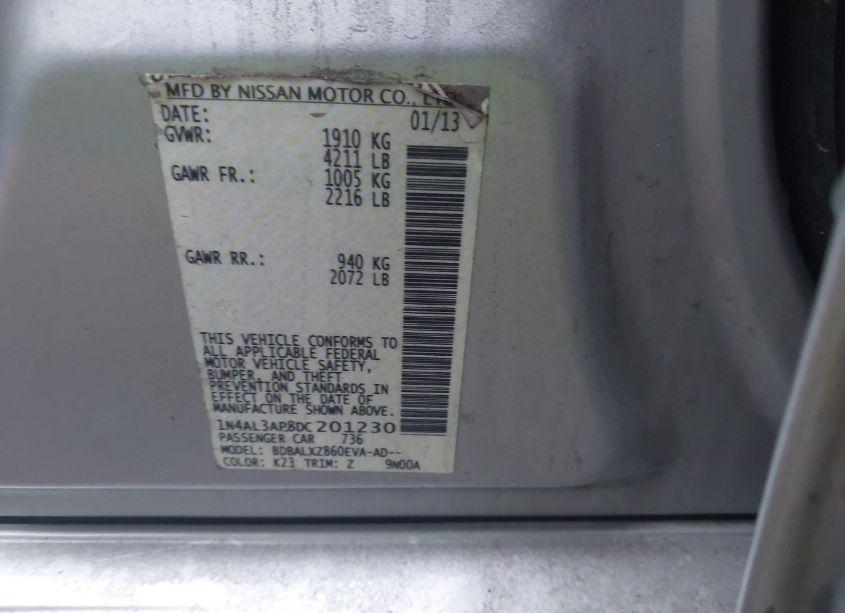 MFD BY NISSAN MOTOR CO.,
DATE: 01/13
GVWR: 1910 KG
4211 LB
GAWR FR.: 1005 KG
2216 LB
GAWR RR.: 940 KG
2072 LB
THIS VEHICLE CONFORMS TO
ALL APPLICABLE FEDERAL
MOTOR VEHICLE SAFETY,
BUMPER, AND THEFT
PREVENTION STANDARDS IN
EFFECT ON THE DATE OF
MANUFACTURE SHOWN ABOVE.
1N4AL3AP8DC201230
PASSENGER CAR 736
MODEL: BDBALXZ860EVA-AD--
COLOR: K23 TRIM: Z 9N00A